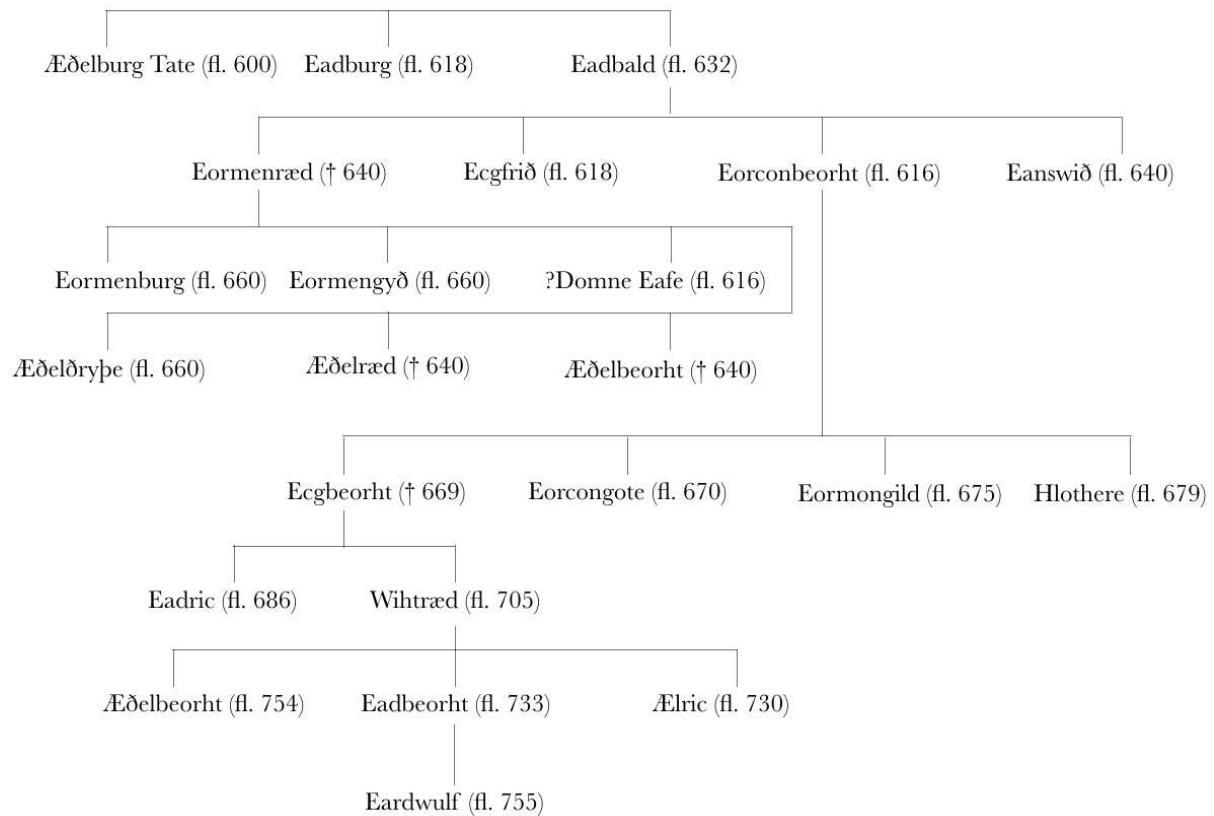 Æðelburg Tate (fl. 600) Eadburg (fl. 618) Eadbald (fl. 632)
Eormenræd († 640) Ecgfrið (fl. 618) Eorconbeorht (fl. 616) Eanswið (fl. 640)
Eormenburg (fl. 660) Eormengyð (fl. 660) ?Domne Eafe (fl. 616)
Æðelðryþe (fl. 660) Æðelræd († 640) Æðelbeorht († 640)
Ecgbeorht († 669) Eorcongote (fl. 670) Eormongild (fl. 675) Hlothere (fl. 679)
Eadric (fl. 686) Wihtræd (fl. 705)
Æðelbeorht (fl. 754) Eadbeorht (fl. 733) Ælric (fl. 730)
Eardwulf (fl. 755)